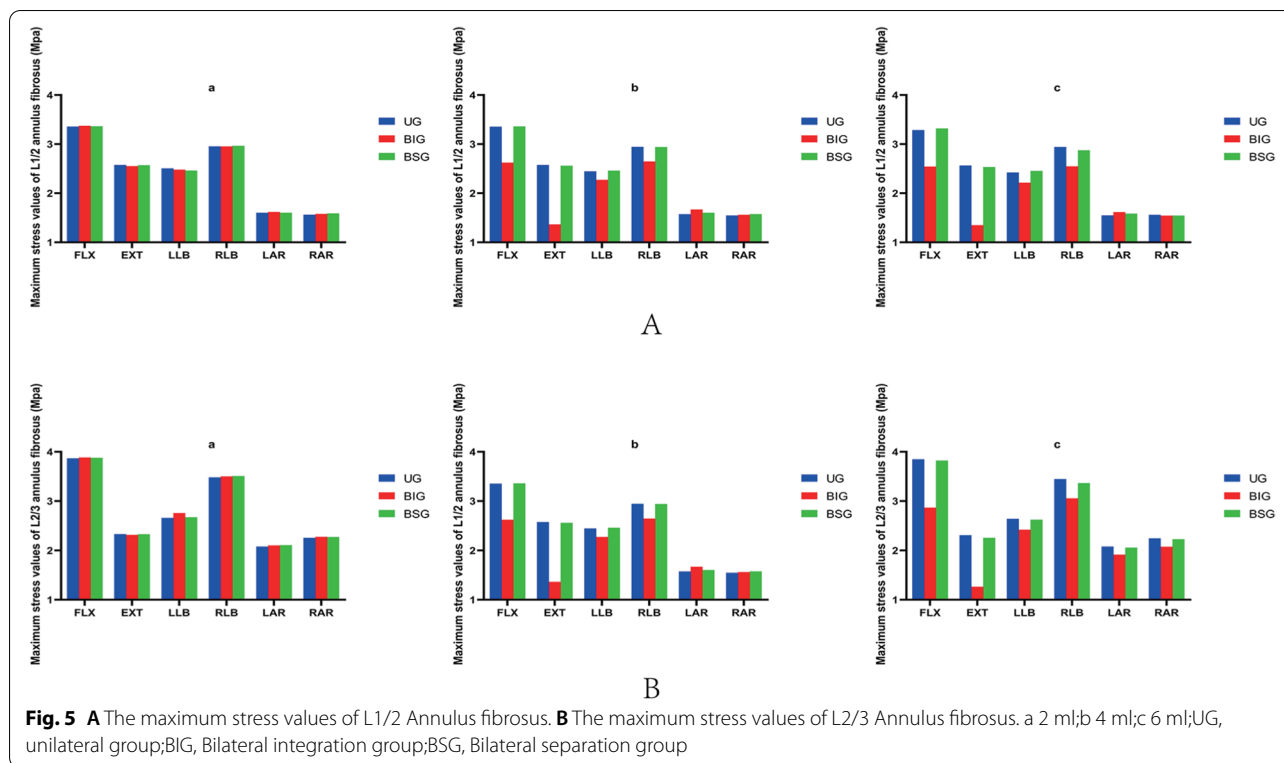 a
Maximum stress values of L1/2 annulus fibrosus (Mpa)
4
3
2
1
FLX EXT LLB RLB LAR RAR
UG
BIG
BSG
b
Maximum stress values of L1/2 annulus fibrosus (Mpa)
4
3
2
1
FLX EXT LLB RLB LAR RAR
UG
BIG
BSG
c
Maximum stress values of L1/2 annulus fibrosus (Mpa)
4
3
2
1
FLX EXT LLB RLB LAR RAR
UG
BIG
BSG
A
a
Maximum stress values of L2/3 annulus fibrosus (Mpa)
4
3
2
1
FLX EXT LLB RLB LAR RAR
UG
BIG
BSG
b
Maximum stress values of L1/2 annulus fibrosus (Mpa)
4
3
2
1
FLX EXT LLB RLB LAR RAR
UG
BIG
BSG
c
Maximum stress values of L2/3 annulus fibrosus (Mpa)
4
3
2
1
FLX EXT LLB RLB LAR RAR
UG
BIG
BSG
B
Fig. 5 A The maximum stress values of L1/2 Annulus fibrosus. B The maximum stress values of L2/3 Annulus fibrosus. a 2 ml;b 4 ml;c 6 ml;UG,
unilateral group;BIG, Bilateral integration group;BSG, Bilateral separation group